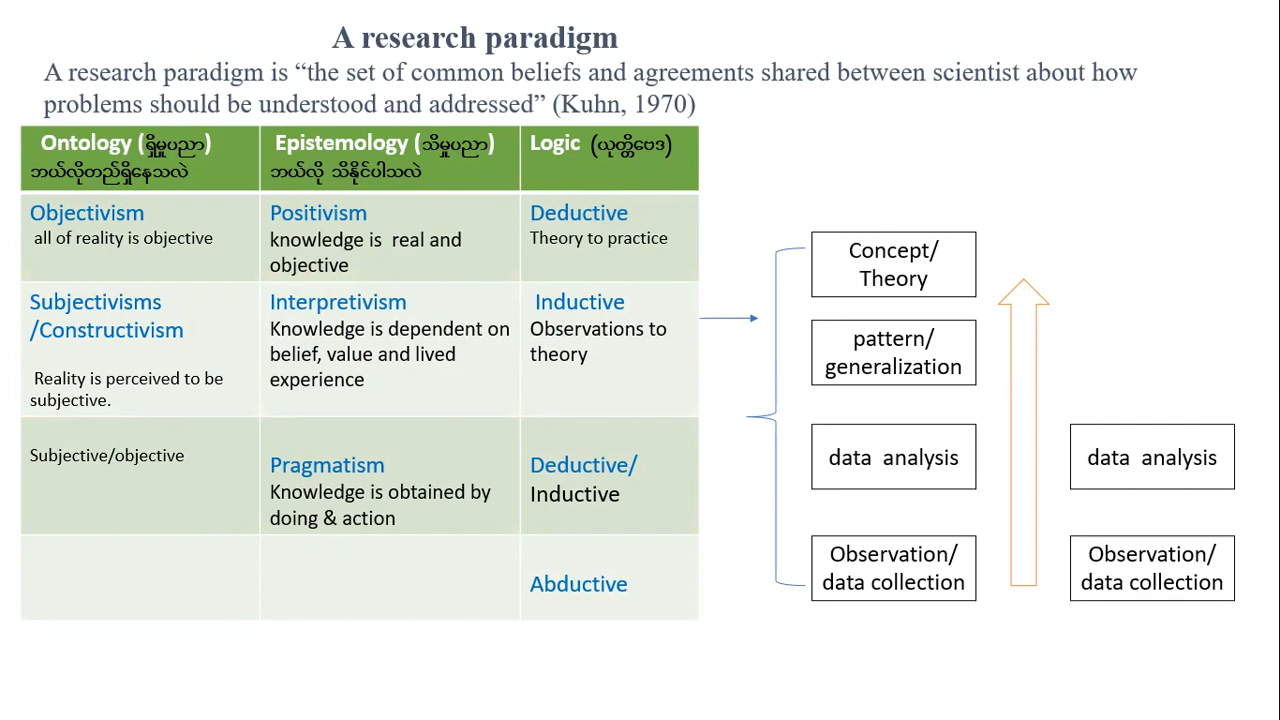 A research paradigm
A research paradigm is “the set of common beliefs and agreements shared between scientist about how
problems should be understood and addressed” (Kuhn, 1970)
Ontology (ရှိမှုပညာ)
ဘယ်လိုတည်ရှိနေသလဲ
Epistemology (သိမှုပညာ)
ဘယ်လို သိနိုင်ပါသလဲ
Logic (ယုတ္တိဗေဒ)
Objectivism
all of reality is objective
Positivism
knowledge is real and
objective
Deductive
Theory to practice
Subjectivisms
/Constructivism
Reality is perceived to be
subjective.
Interpretivism
Knowledge is dependent on
belief, value and lived
experience
Inductive
Observations to
theory
Subjective/objective
Pragmatism
Knowledge is obtained by
doing & action
Deductive/
Inductive
Abductive
Concept/
Theory
pattern/
generalization
data analysis
Observation/
data collection
data analysis
Observation/
data collection